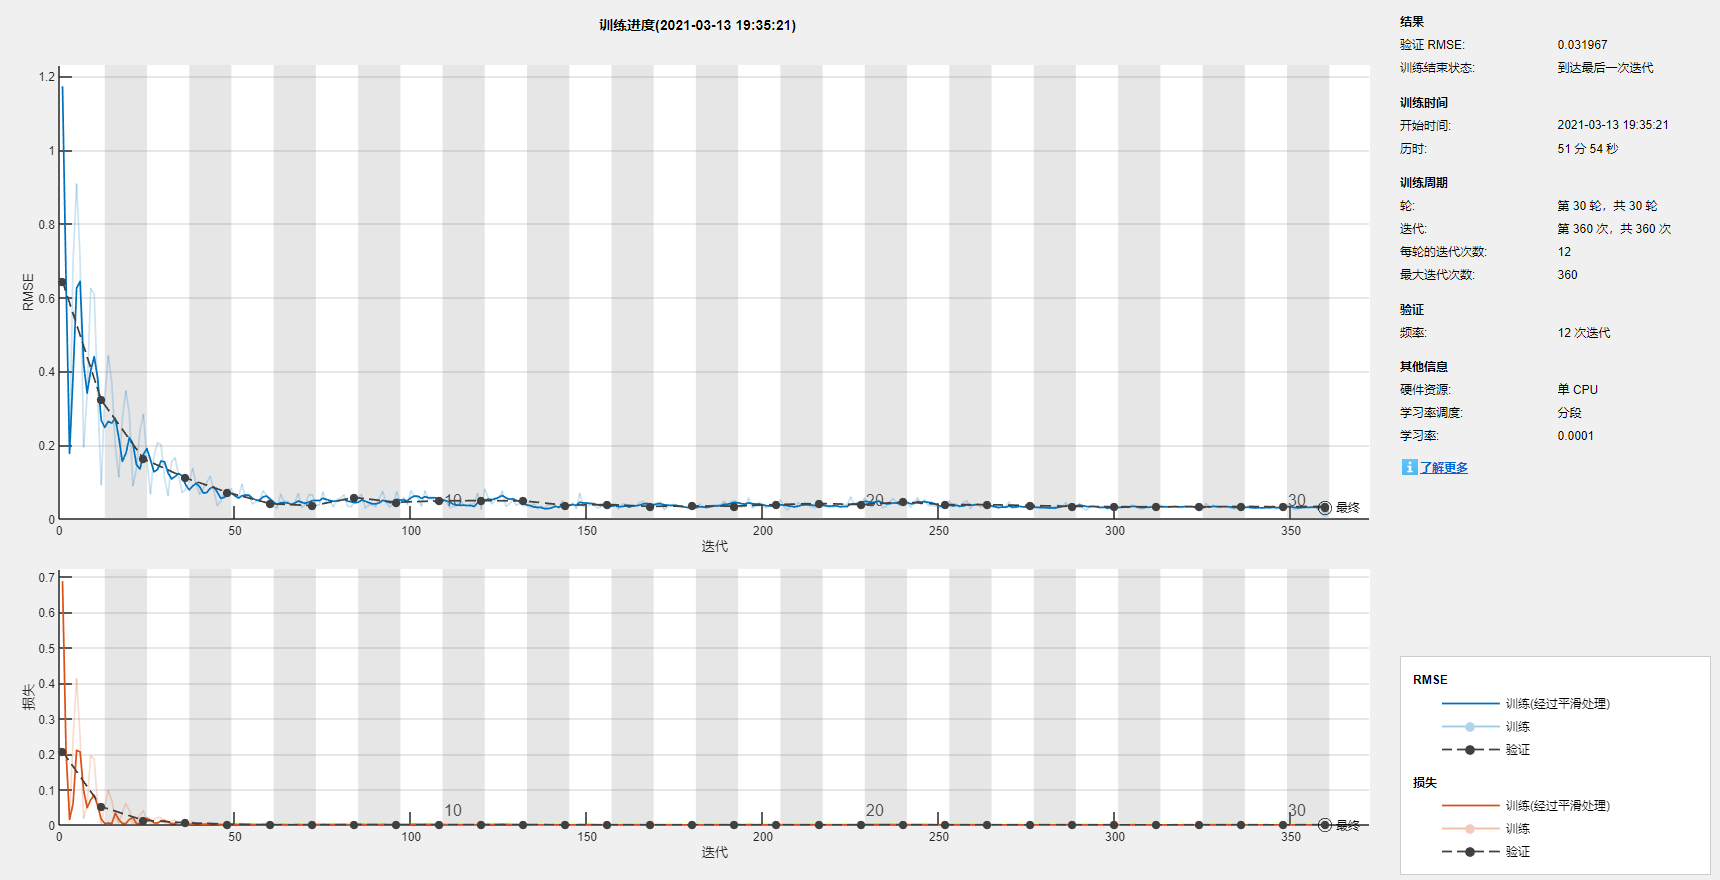 训练进度(2021-03-13 19:35:21)
1.2
1
0.8
0.6
0.4
0.2
0
RMSE
10
20
30
最终
0
50
100
150
200
250
300
350
迭代
0.7
0.6
0.5
0.4
0.3
0.2
0.1
0
损失
10
20
30
最终
0
50
100
150
200
250
300
350
迭代
结果
验证 RMSE: 0.031967
训练结束状态: 到达最后一次迭代
训练时间
开始时间: 2021-03-13 19:35:21
历时: 51 分 54 秒
训练周期
轮: 第 30 轮，共 30 轮
迭代: 第 360 次，共 360 次
每轮的迭代次数: 12
最大迭代次数: 360
验证
频率: 12 次迭代
其他信息
硬件资源: 单 CPU
学习率调度: 分段
学习率: 0.0001
i 了解更多
RMSE
训练(经过平滑处理)
训练
验证
损失
训练(经过平滑处理)
训练
验证